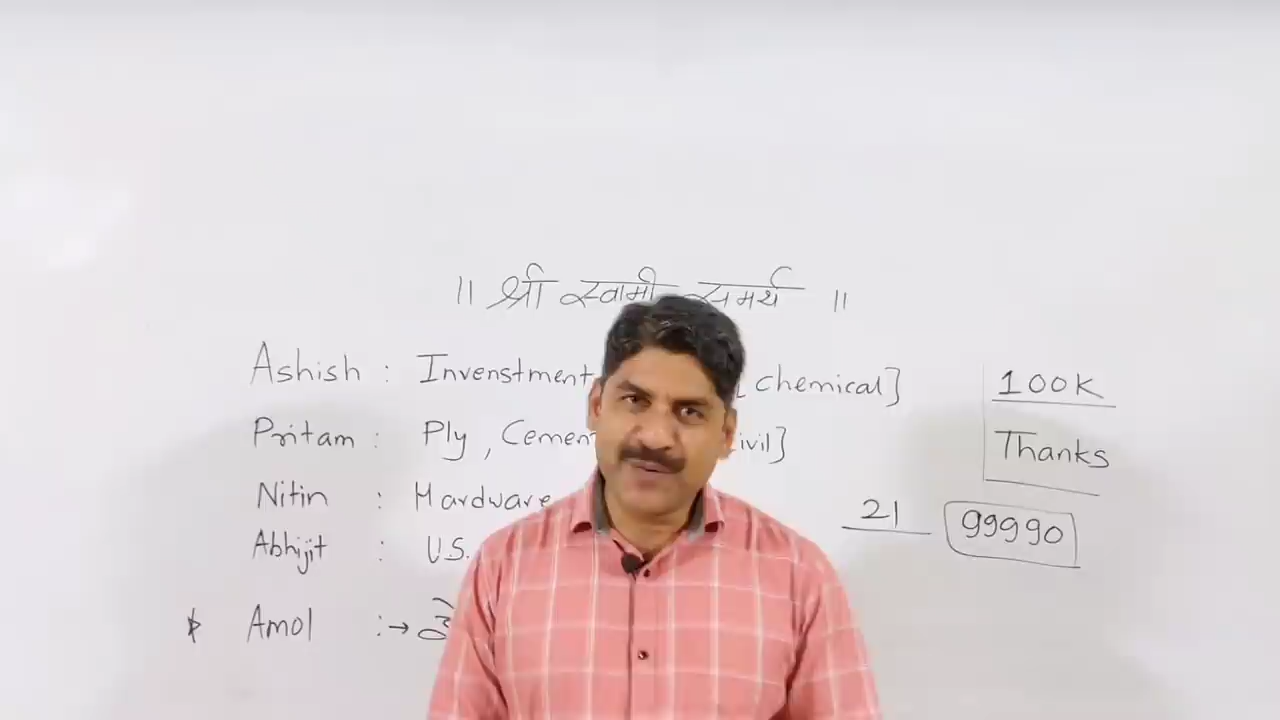 ॥ श्री स्वामी समर्थ ॥
Ashish : Invenstment chemical]
100K
Pritam : Ply , Cemen ivil]
Thanks
Nitin : Hardware
21
99990
Abhijit : U.S.
Amol :→